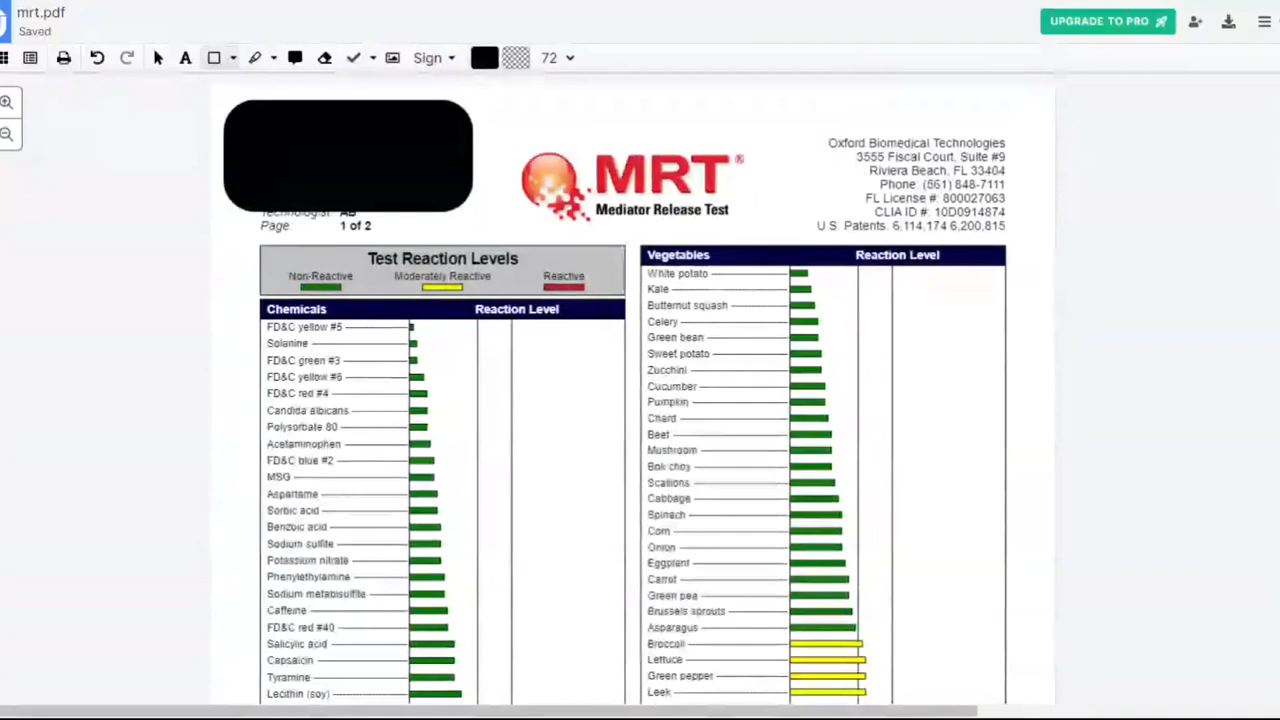 mrt.pdf
Saved
UPGRADE TO PRO
Sign
72
AB
Page: 1 of 2
MRT®
Mediator Release Test
Oxford Biomedical Technologies
3555 Fiscal Court, Suite #9
Riviera Beach, FL 33404
Phone: (561) 848-7111
FL License #: 800027063
CLIA ID #: 10D0914874
U.S. Patents: 6,114,174 6,200,815
Test Reaction Levels
Non-Reactive Moderately Reactive Reactive
Chemicals Reaction Level
FD&C yellow #5
Solanine
FD&C green #3
FD&C yellow #6
FD&C red #4
Candida albicans
Polysorbate 80
Acetaminophen
FD&C blue #2
MSG
Aspartame
Sorbic acid
Benzoic acid
Sodium sulfite
Potassium nitrate
Phenylethylamine
Sodium metabisulfite
Caffeine
FD&C red #40
Salicylic acid
Capsaicin
Tyramine
Lecithin (soy)
Vegetables Reaction Level
White potato
Kale
Butternut squash
Celery
Green bean
Sweet potato
Zucchini
Cucumber
Pumpkin
Chard
Beet
Mushroom
Bok choy
Scallions
Cabbage
Spinach
Corn
Onion
Eggplant
Carrot
Green pea
Brussels sprouts
Asparagus
Broccoli
Lettuce
Green pepper
Leek